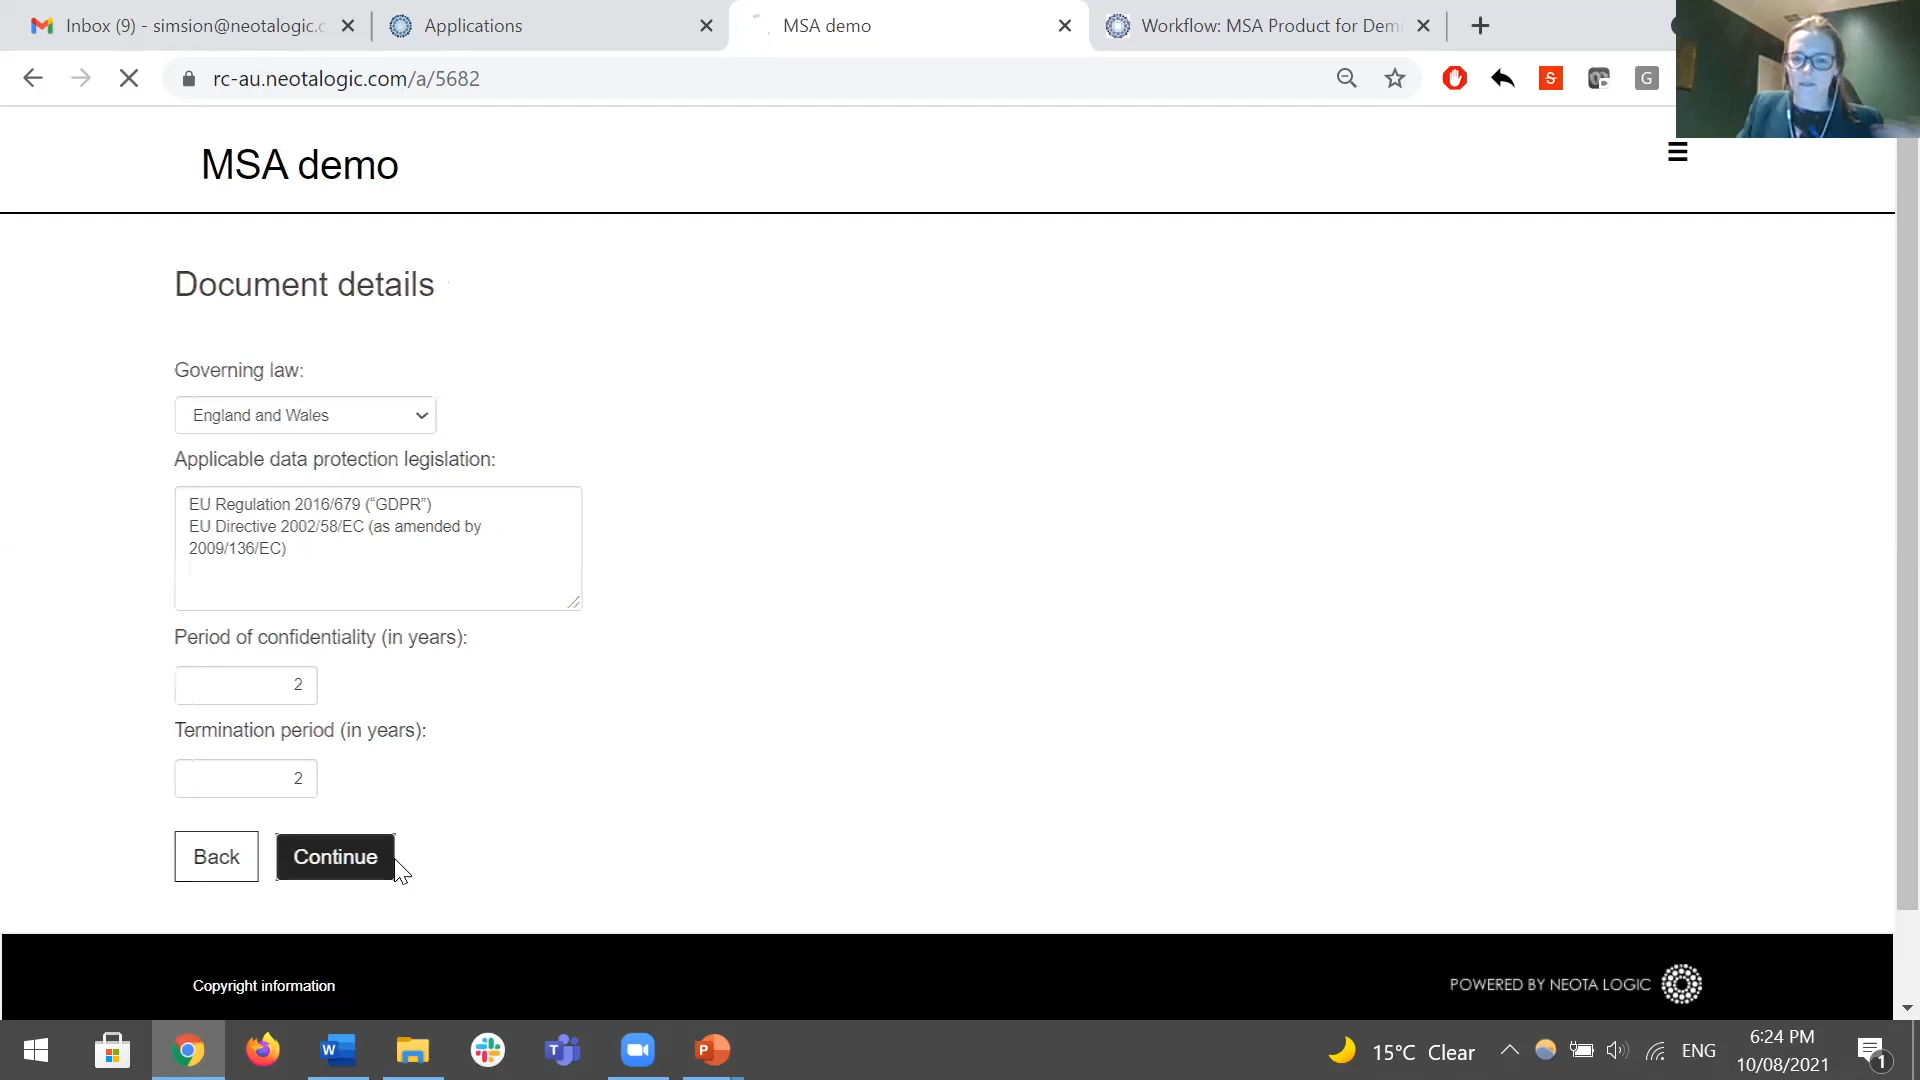 Inbox (9) - simsion@neotalogic.c
Applications
MSA demo
Workflow: MSA Product for Dem
rc-au.neotalogic.com/a/5682
S
G
MSA demo
Document details
Governing law:
England and Wales
Applicable data protection legislation:
EU Regulation 2016/679 (“GDPR”)
EU Directive 2002/58/EC (as amended by
2009/136/EC)
Period of confidentiality (in years):
2
Termination period (in years):
2
Back
Continue
Copyright information
POWERED BY NEOTA LOGIC
15°C Clear
ENG
6:24 PM
10/08/2021
1